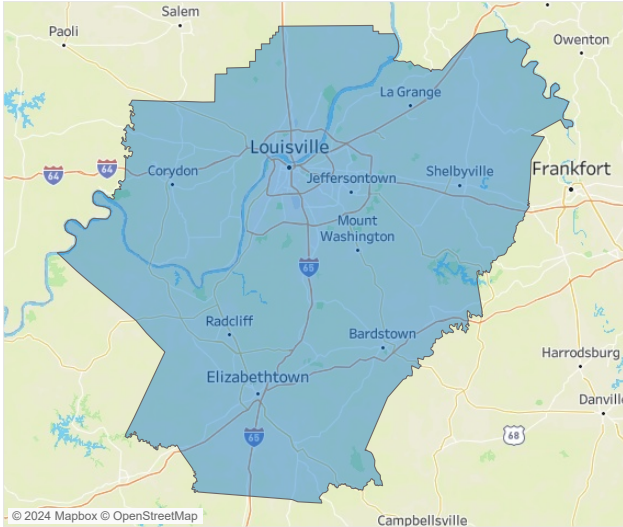 Salem
Paoli
Owenton
La Grange
Louisville
64
64
Corydon
Jeffersontown
Shelbyville
Frankfort
Mount
Washington
65
Radcliff
Bardstown
Harrodsburg
Elizabethtown
Danvill
65
68
© 2024 Mapbox © OpenStreetMap
Campbellsville